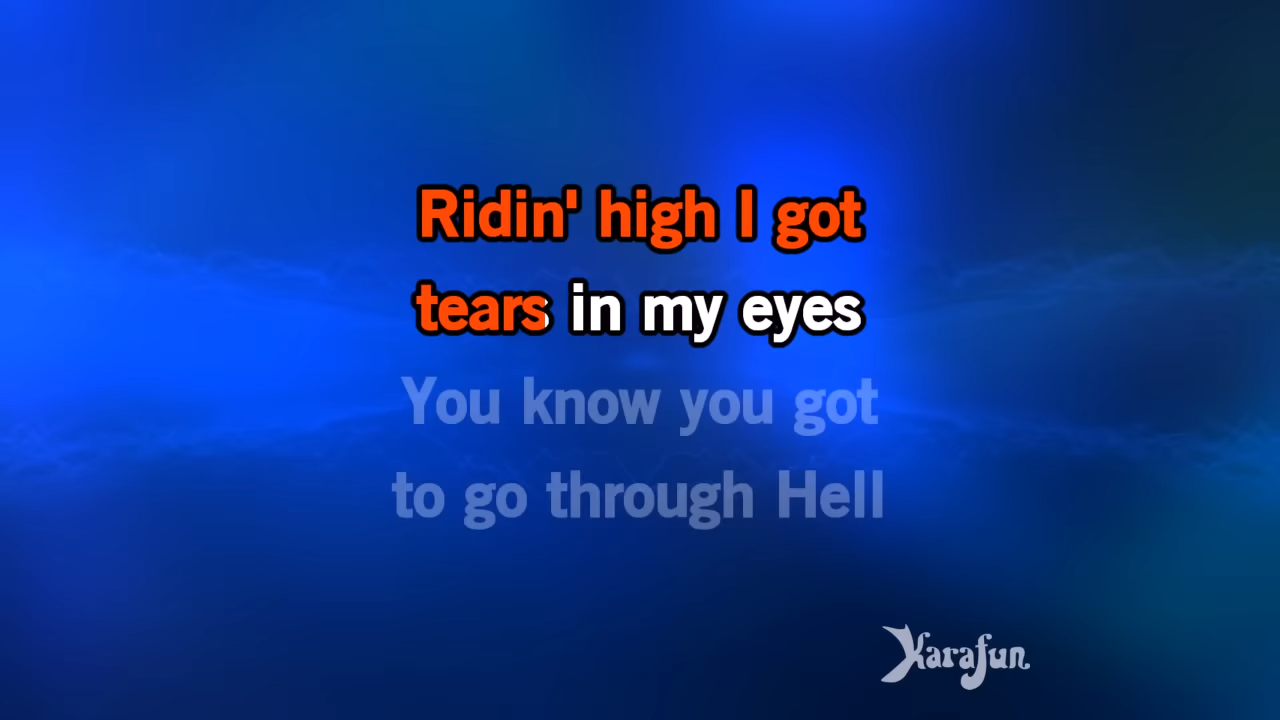 Ridin' high I got
tears in my eyes
You know you got
to go through Hell
Karafun